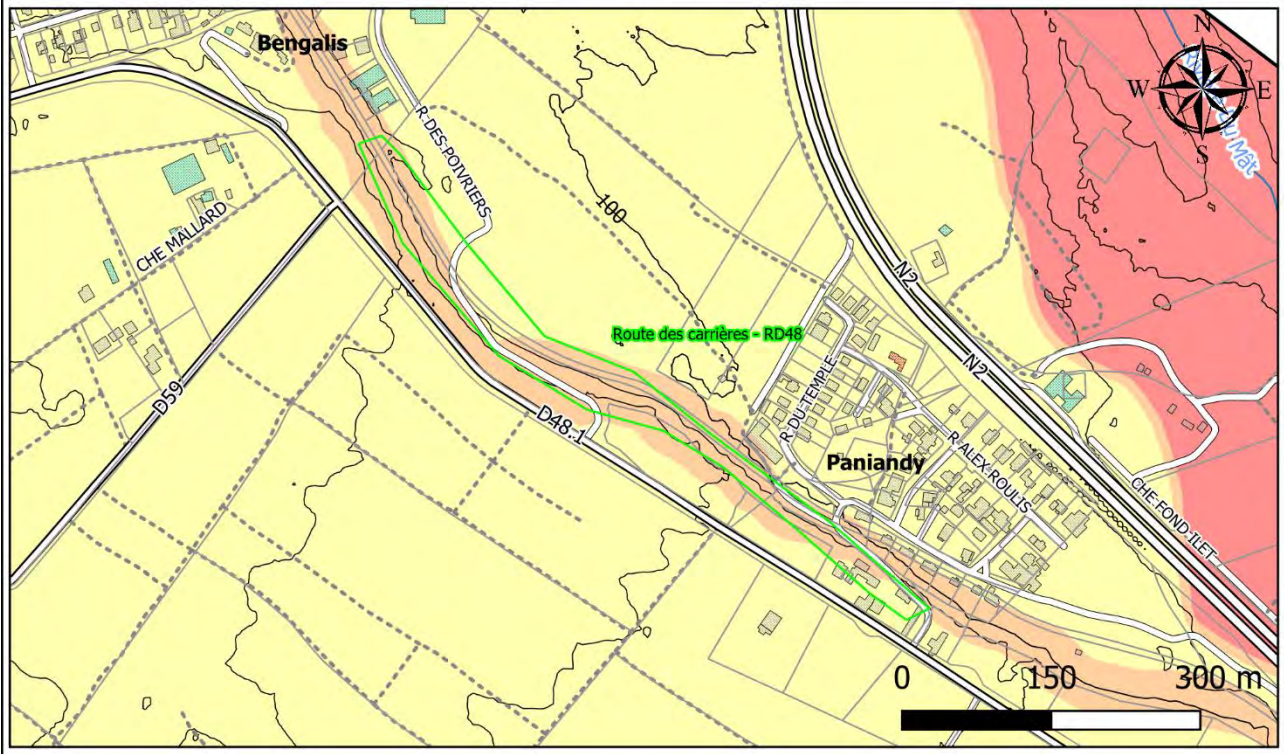 Bengalis
N
W
E
S
du Mât
R-DES-POIVRIERS
CHE MALLARD
100
N2
D59
Route des carrières - RD48
N2
R-DU-TEMPLE
D48.1
Paniandy
R-ALEX-ROULIS
CHE-FOND-ILET
0 150 300 m